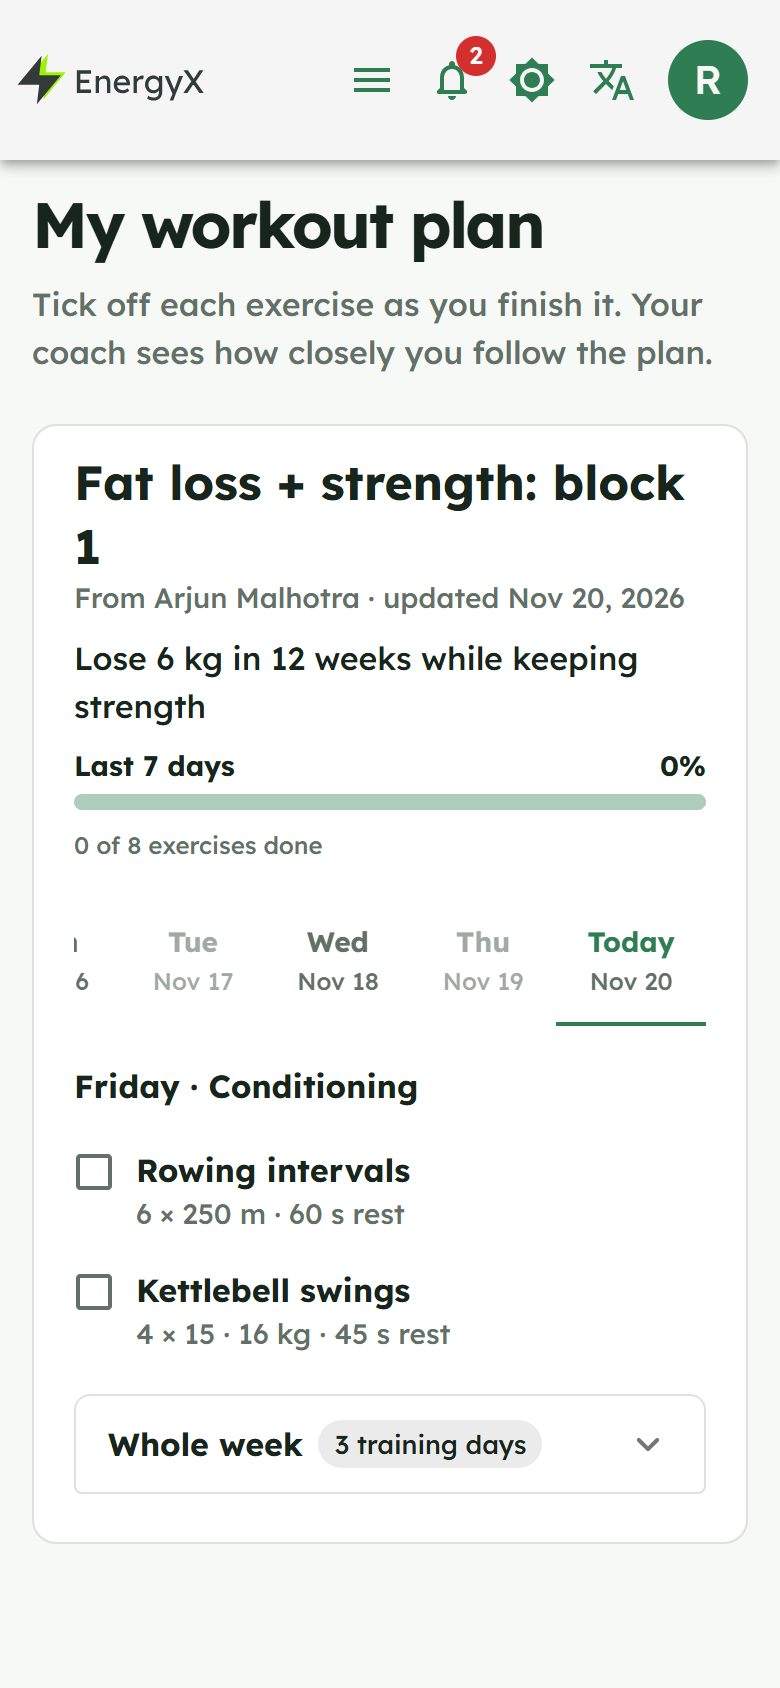 EnergyX
2
R
My workout plan
Tick off each exercise as you finish it. Your
coach sees how closely you follow the plan.
Fat loss + strength: block
1
From Arjun Malhotra · updated Nov 20, 2026
Lose 6 kg in 12 weeks while keeping
strength
Last 7 days 0%
0 of 8 exercises done
Tue Wed Thu Today
6 Nov 17 Nov 18 Nov 19 Nov 20
Friday · Conditioning
Rowing intervals
6 × 250 m · 60 s rest
Kettlebell swings
4 × 15 · 16 kg · 45 s rest
Whole week 3 training days